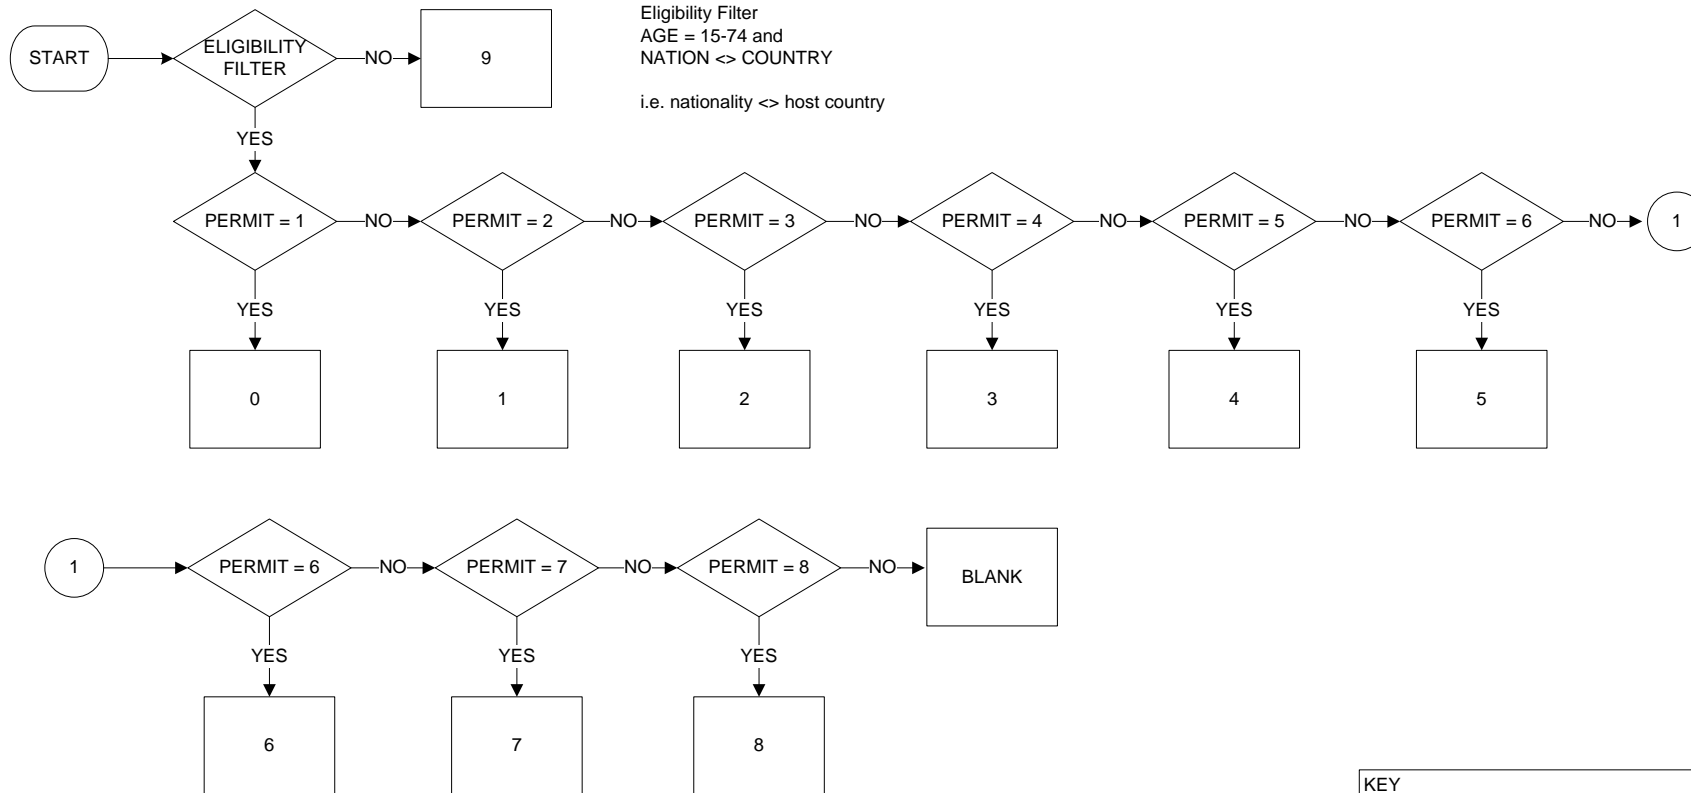 Eligibility Filter
AGE = 15-74 and
NATION <> COUNTRY
i.e. nationality <> host country
START
ELIGIBILITY
FILTER
NO
9
YES
PERMIT = 1
NO
PERMIT = 2
NO
PERMIT = 3
NO
PERMIT = 4
NO
PERMIT = 5
NO
PERMIT = 6
NO
1
YES
YES
YES
YES
YES
YES
0
1
2
3
4
5
1
PERMIT = 6
NO
PERMIT = 7
NO
PERMIT = 8
NO
BLANK
YES
YES
YES
6
7
8
KEY